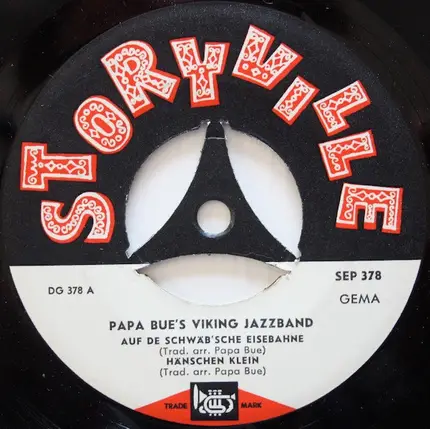 STORYVILLE
DG 378 A
SEP 378
GEMA
PAPA BUE'S VIKING JAZZBAND
AUF DE SCHWÄB'SCHE EISEBAHNE
(Trad. arr. Papa Bue)
HÄNSCHEN KLEIN
(Trad. arr. Papa Bue)
TRADE MARK